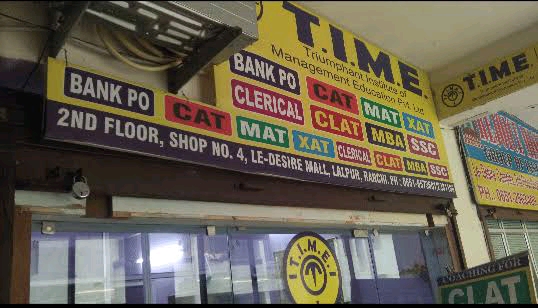 T.I.M.E.
Triumphant Institute of
Management Education Pvt. Ltd
BANK PO CAT MAT XAT
CLERICAL CLAT MBA SSC
BANK PO CAT MAT XAT CLERICAL CLAT MBA SSC
2ND FLOOR, SHOP NO. 4, LE-DESIRE MALL, LALPUR, RANCHI. PH :
T.I.M.E.
T.I.M.E.
COACHING FOR
CLAT